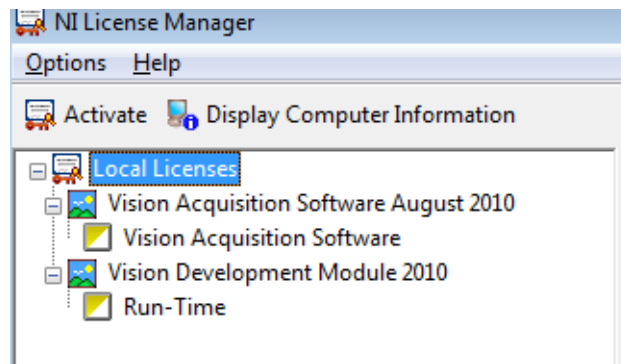 NI License Manager
Options Help
Activate Display Computer Information
Local Licenses
Vision Acquisition Software August 2010
Vision Acquisition Software
Vision Development Module 2010
Run-Time